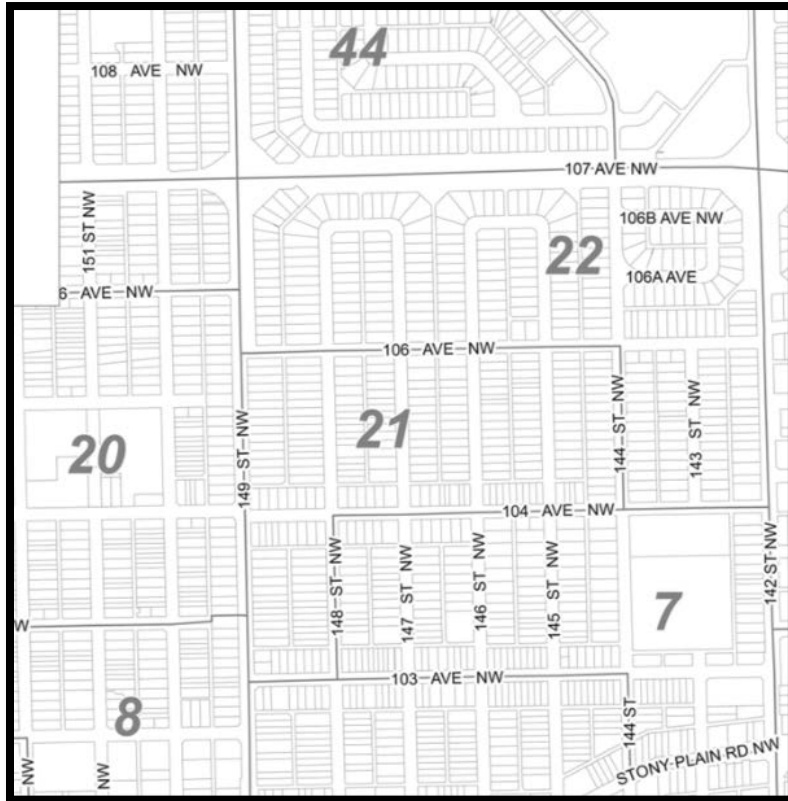 44
108 AVE NW
107 AVE NW
151 ST NW
106B AVE NW
22
106A AVE
6 AVE NW
106 AVE NW
149 ST NW
21
144 ST NW
143 ST NW
20
104 AVE NW
148 ST NW
147 ST NW
146 ST NW
145 ST NW
142 ST NW
7
W
103 AVE NW
8
144 ST
STONY PLAIN RD NW
NW
NW